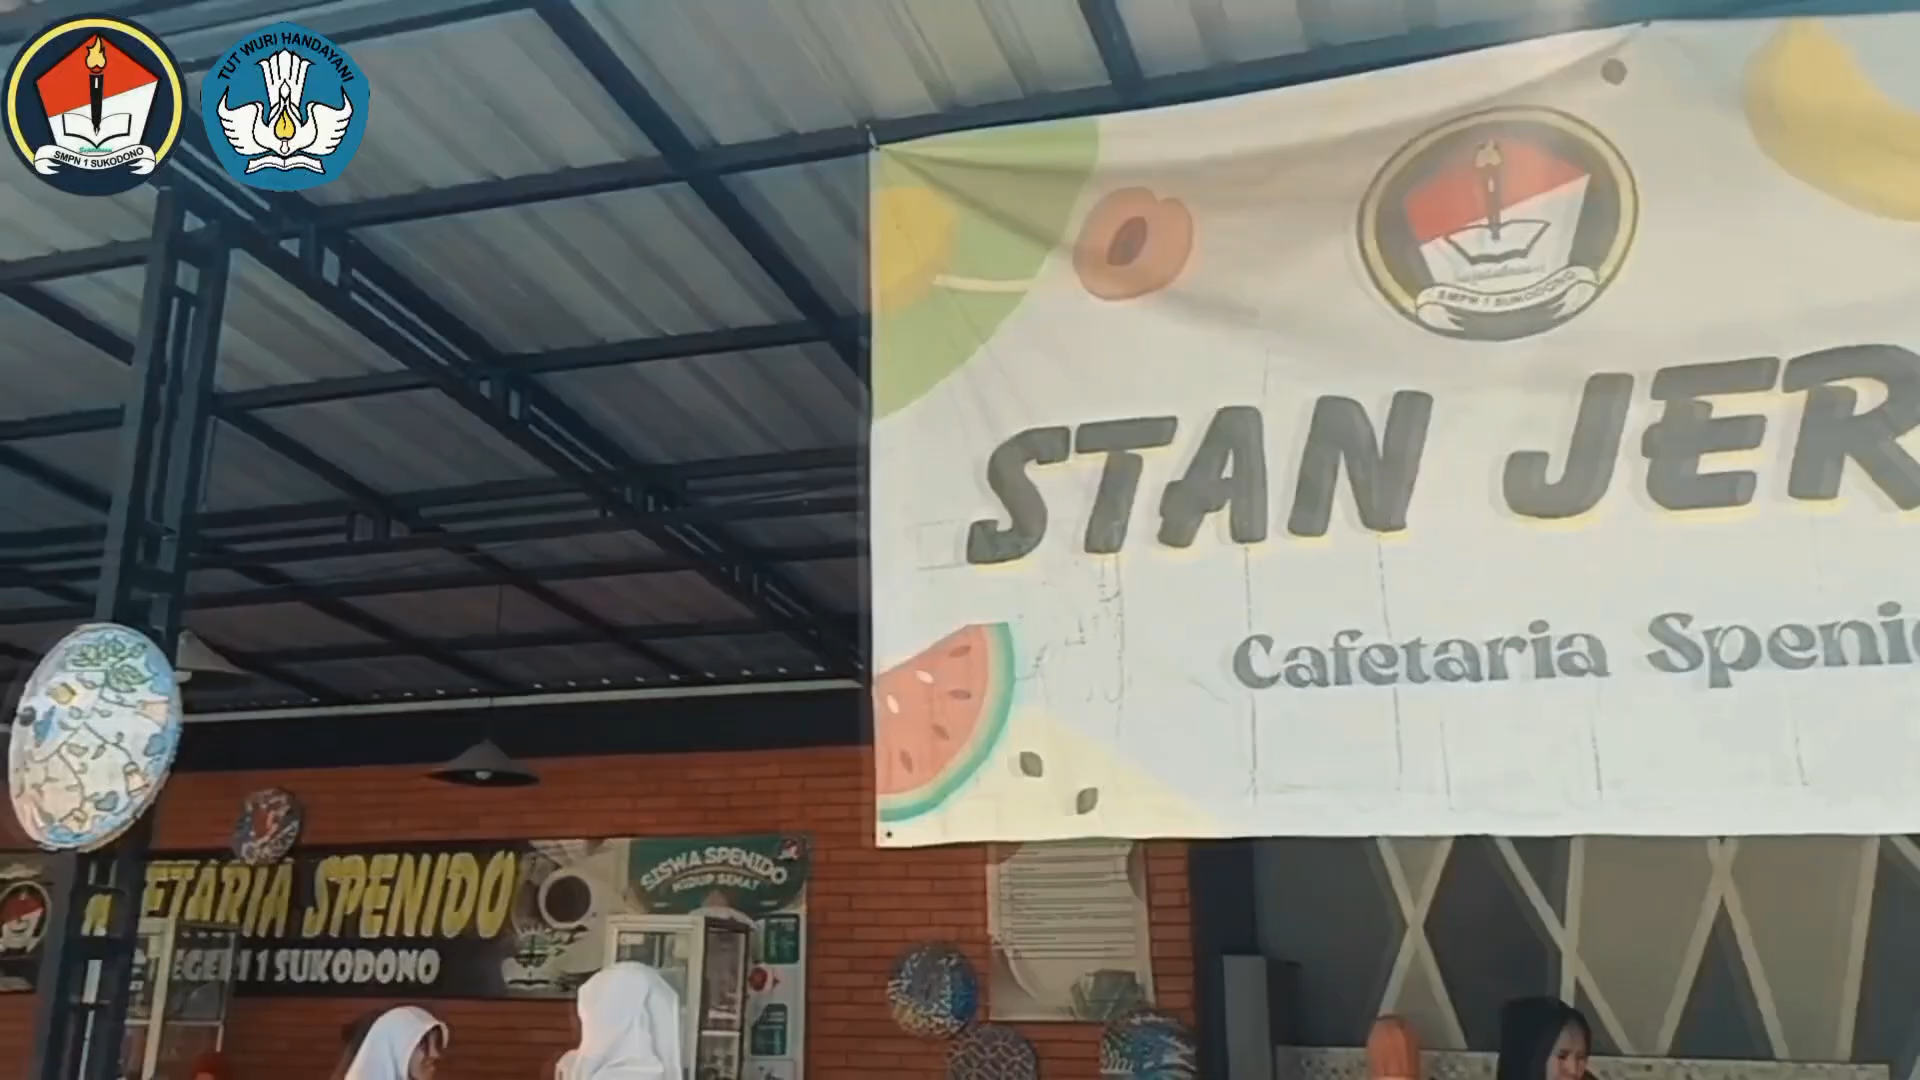 TUT WURI HANDAYANI
SMPN 1 SUKODONO
SMPN 1 SUKODONO
STAN JER
Cafetaria Spenid
ETARIA SPENIDO
EGERI 1 SUKODONO
SISWA SPENIDO
HIDUP SEHAT